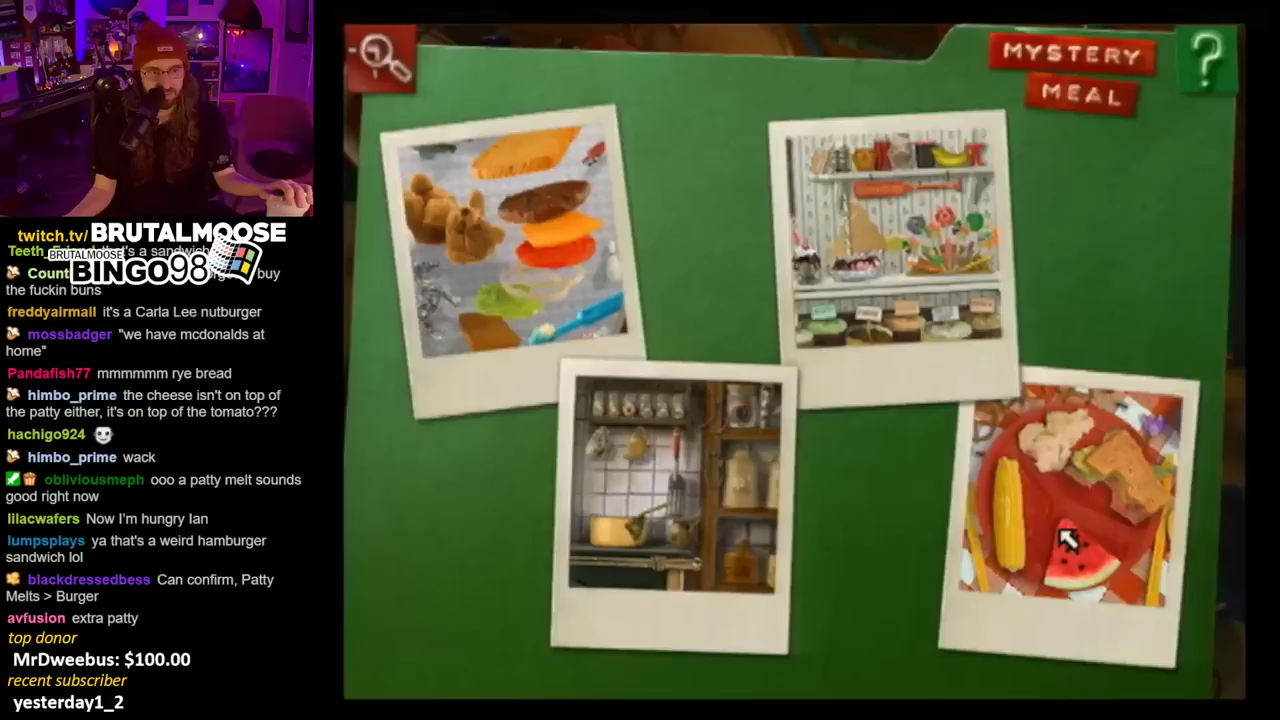 MYSTERY
MEAL
?
twitch.tv/ BRUTALMOOSE
Teeth that's a sandwich
BRUTALMOOSE
BINGO98
Count buy
the fuckin buns
freddyairmail it's a Carla Lee nutburger
mossbadger "we have mcdonalds at
home"
Pandafish77 mmmmmm rye bread
himbo_prime the cheese isn't on top of
the patty either, it's on top of the tomato???
hachigo924
himbo_prime wack
obliviousmeph ooo a patty melt sounds
good right now
lilacwafers Now I'm hungry Ian
lumpsplays ya that's a weird hamburger
sandwich lol
blackdressedbess Can confirm, Patty
Melts > Burger
avfusion extra patty
top donor
MrDweebus: $100.00
recent subscriber
yesterday1_2